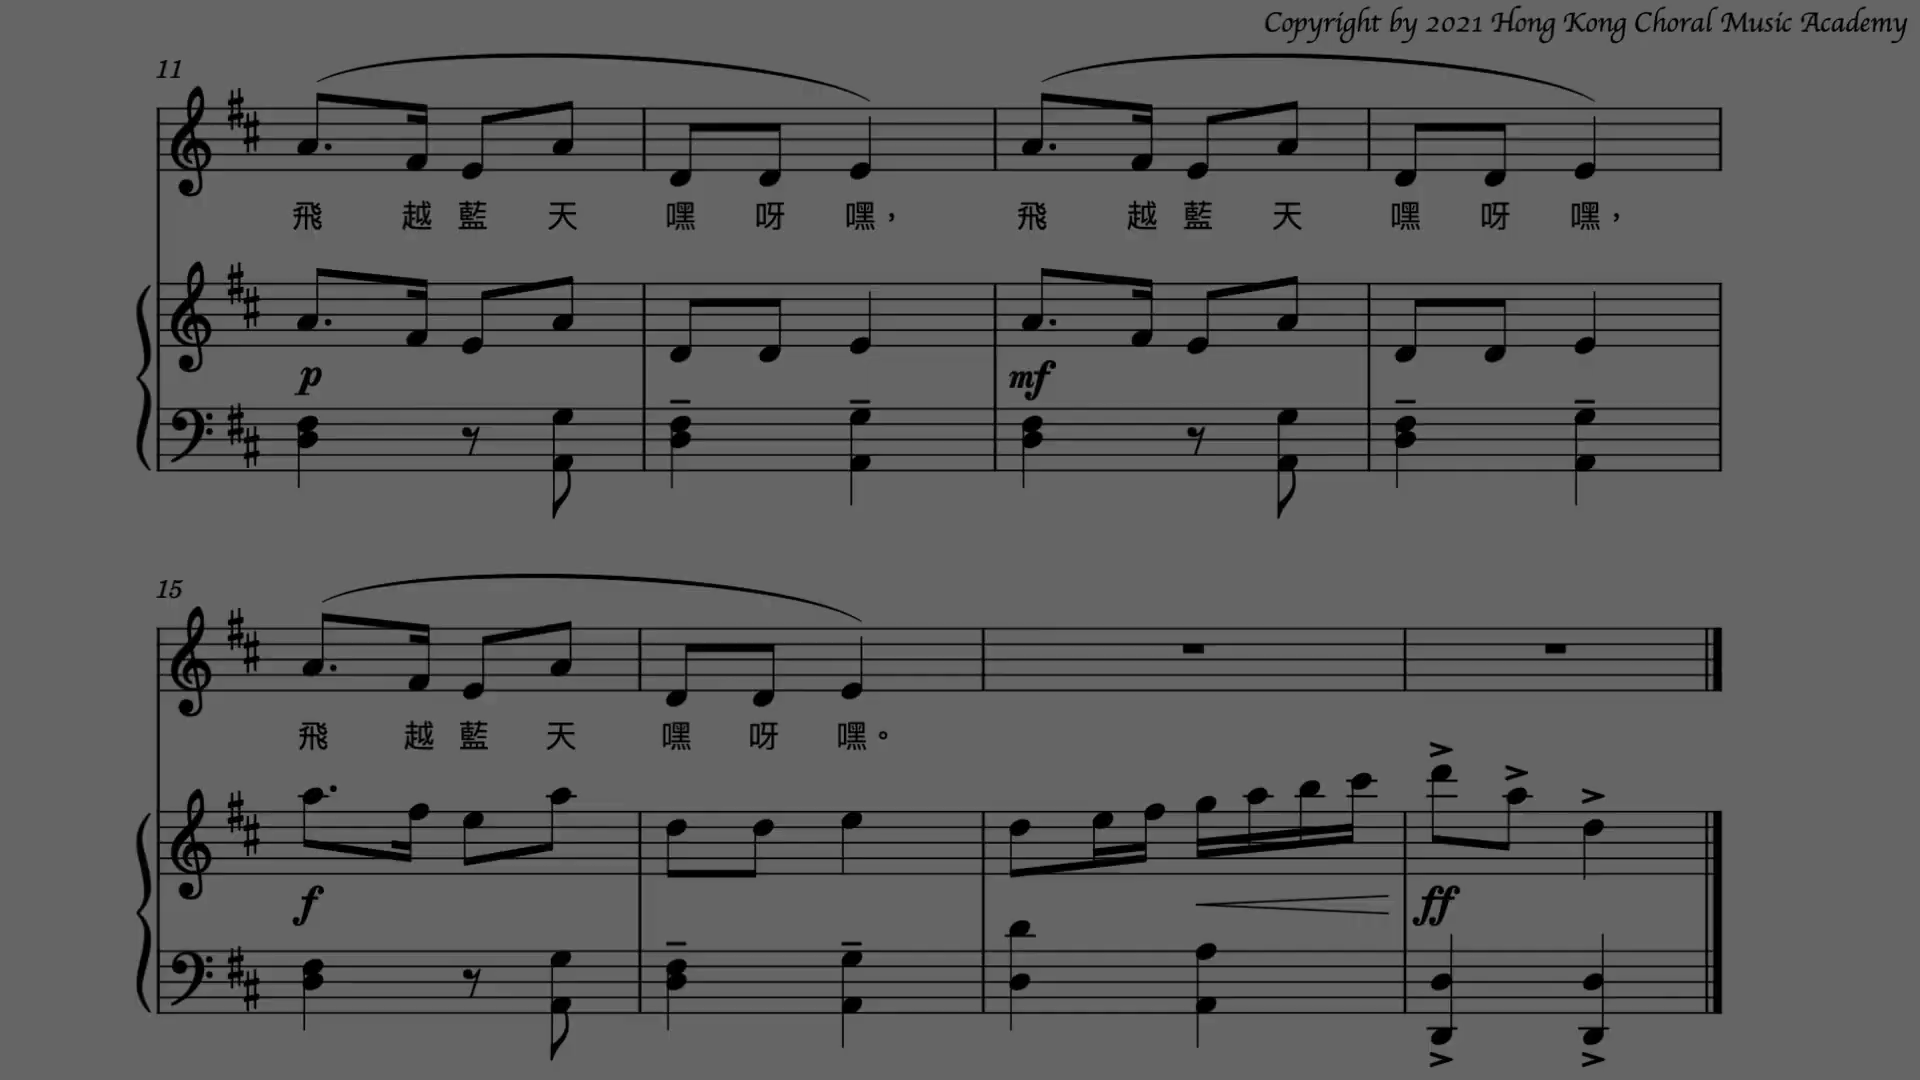 Copyright by 2021 Hong Kong Choral Music Academy
11
飛 越 藍 天 嘿 呀 嘿， 飛 越 藍 天 嘿 呀 嘿，
p mf
15
飛 越 藍 天 嘿 呀 嘿。
f ff